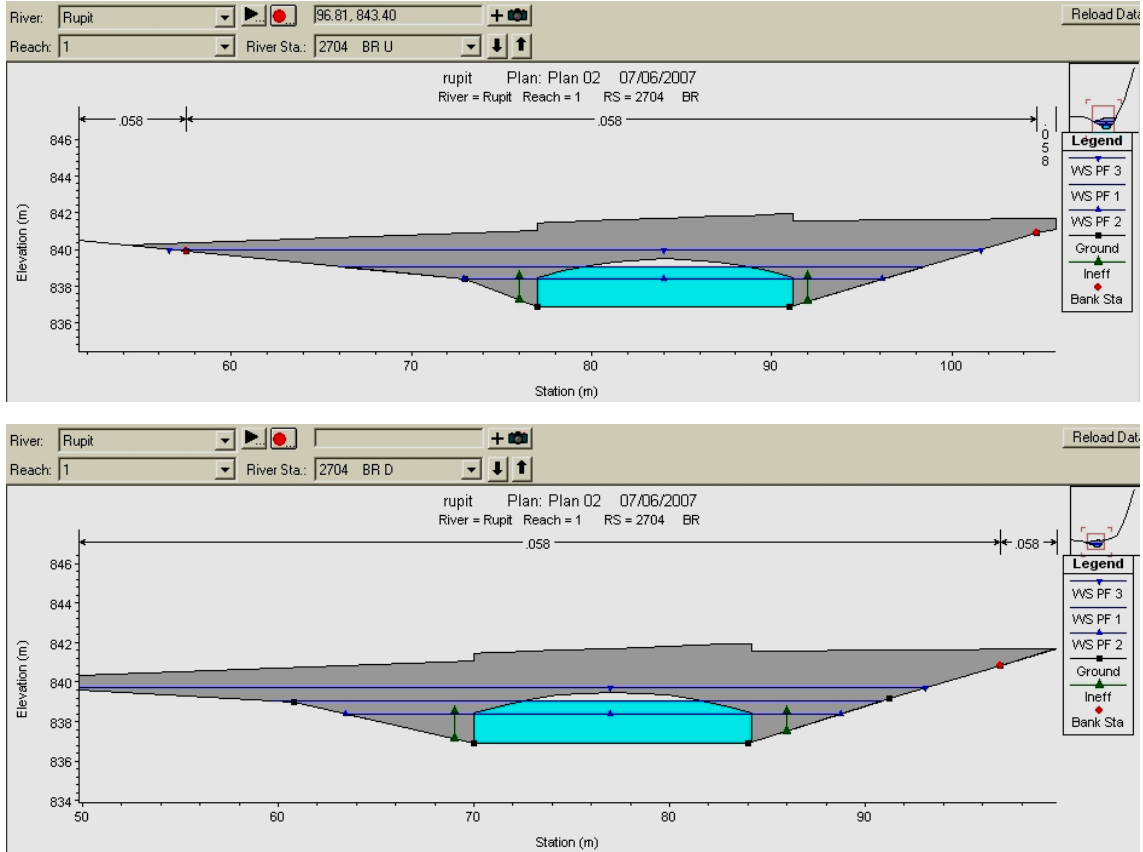 River: Rupit 96.81, 843.40 Reload Data
Reach: 1 River Sta.: 2704 BR U
rupit Plan: Plan 02 07/06/2007
River = Rupit Reach = 1 RS = 2704 BR
.058 .058 .058
Legend
WS PF 3
WS PF 1
WS PF 2
Ground
Ineff
Bank Sta
Elevation (m)
846
844
842
840
838
836
60 70 80 90 100
Station (m)
River: Rupit Reload Data
Reach: 1 River Sta.: 2704 BR D
rupit Plan: Plan 02 07/06/2007
River = Rupit Reach = 1 RS = 2704 BR
.058 .058
Legend
WS PF 3
WS PF 1
WS PF 2
Ground
Ineff
Bank Sta
Elevation (m)
846
844
842
840
838
836
834
50 60 70 80 90
Station (m)